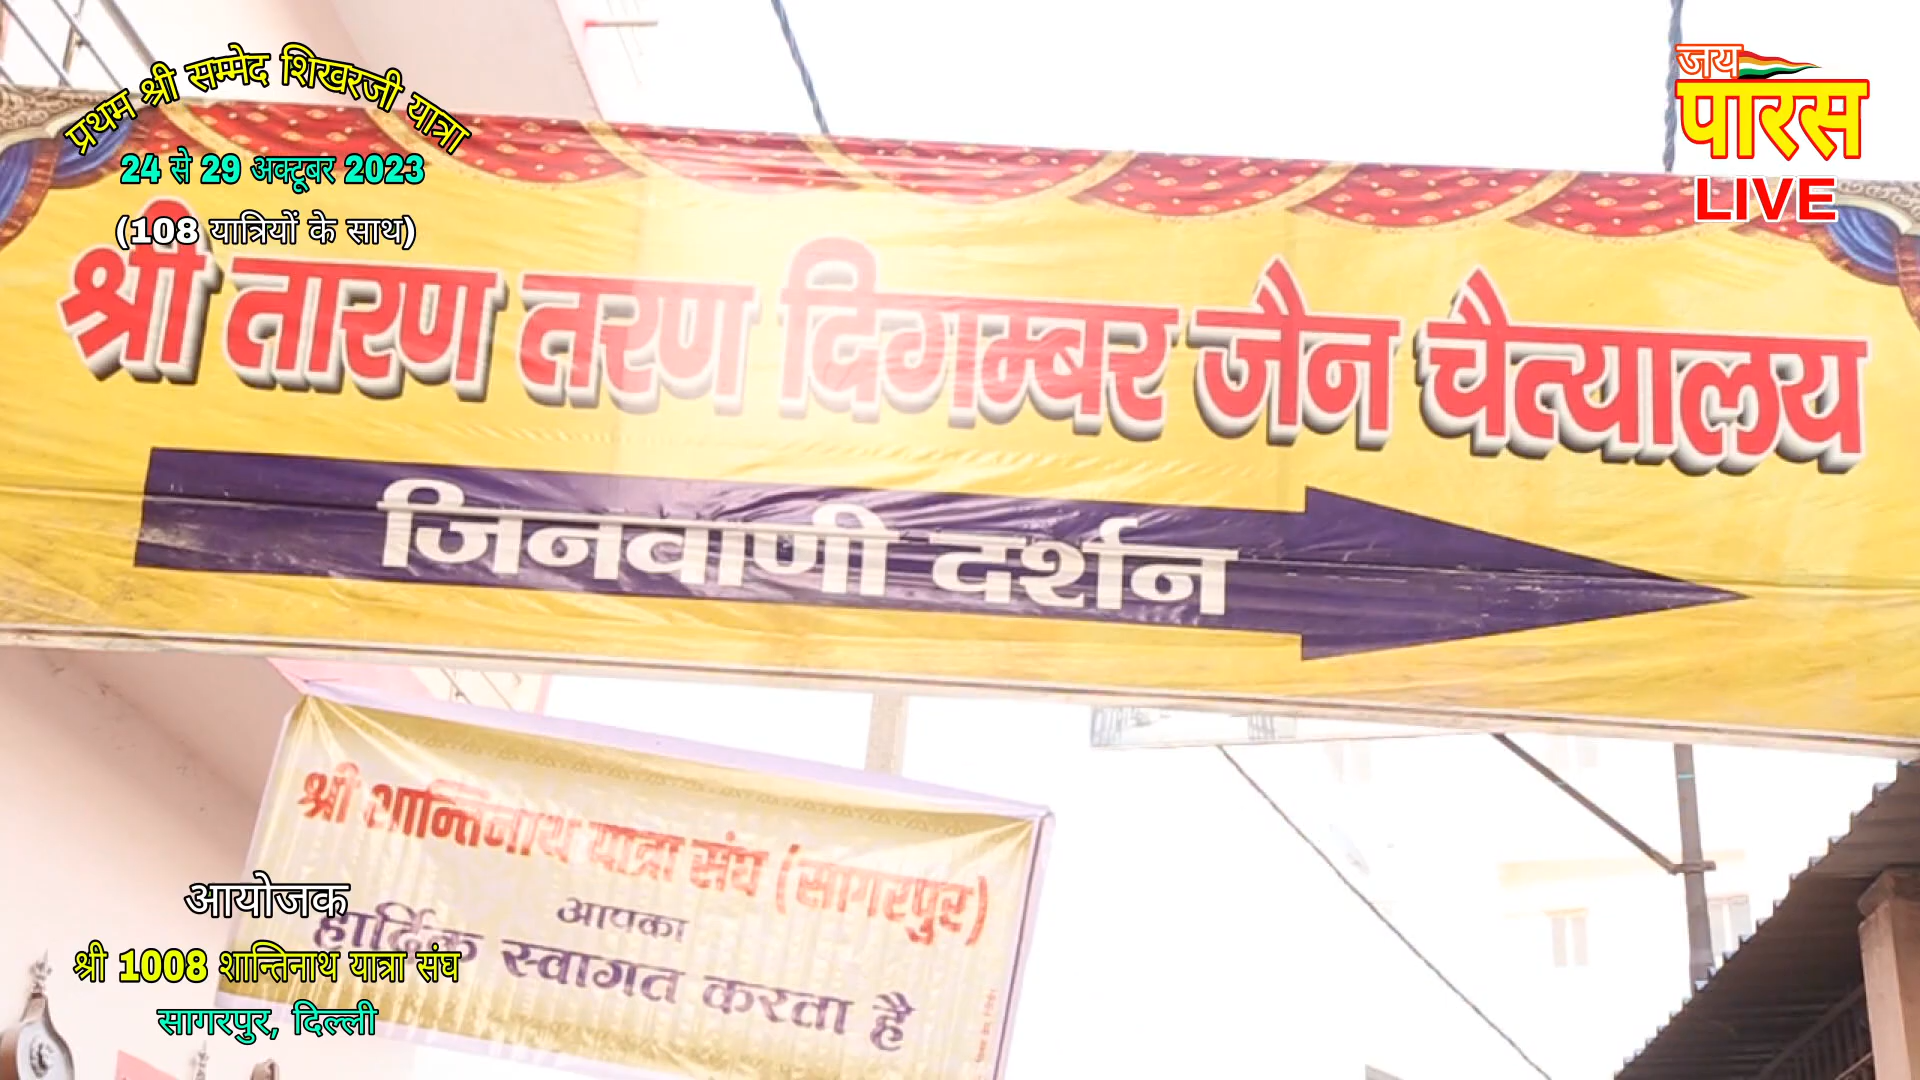 प्रथम श्री सम्मेद शिखरजी यात्रा
24 से 29 अक्टूबर 2023
(108 यात्रियों के साथ)
जय
पारस
LIVE
श्री तारण तरण दिगम्बर जैन चैत्यालय
जिनवाणी दर्शन
श्री शान्तिनाथ यात्रा संघ (सागरपुर)
आपका
हार्दिक स्वागत करता है
आयोजक
श्री 1008 शान्तिनाथ यात्रा संघ
सागरपुर, दिल्ली